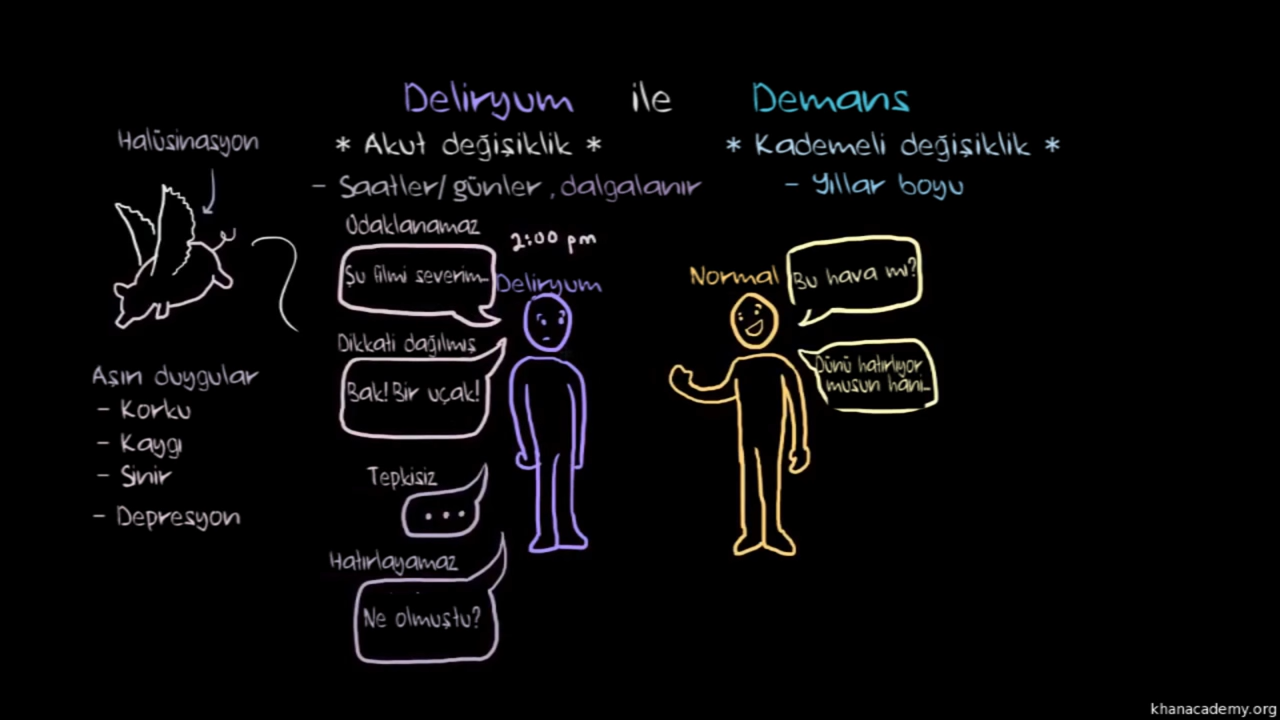 Deliryum ile Demans
* Akut değişiklik *
* Kademeli değişiklik *
- Saatler/günler, dalgalanır
- Yıllar boyu
Halüsinasyon
Aşırı duygular
- Korku
- Kaygı
- Sinir
- Depresyon
Odaklanamaz
Şu filmi severim...
2:00 pm
Deliryum
Dikkati dağılmış
Bak! Bir uçak!
Tepkisiz
...
Hatırlayamaz
Ne olmuştu?
Normal
Bu hava mı?
Dünü hatırlıyor
musun hani...
khanacademy.org